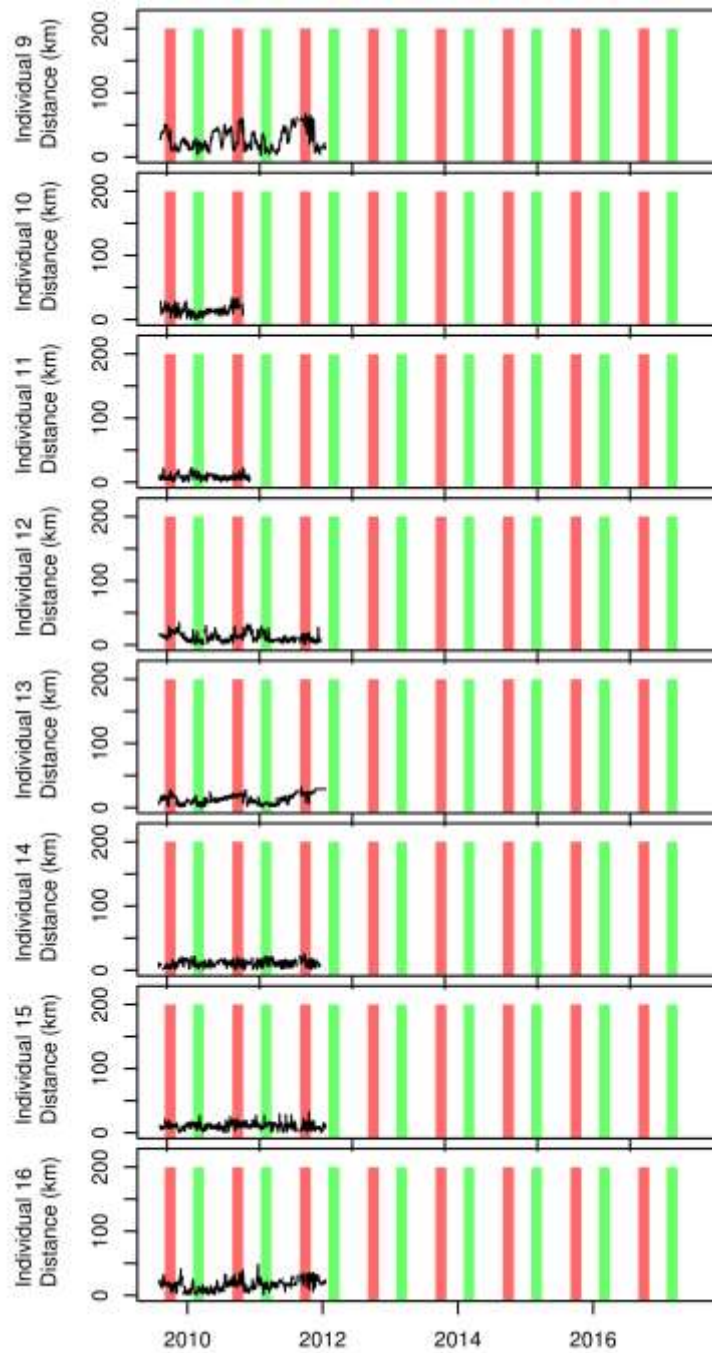 Individual 9
Distance (km)
200
100
0
Individual 10
Distance (km)
200
100
0
Individual 11
Distance (km)
200
100
0
Individual 12
Distance (km)
200
100
0
Individual 13
Distance (km)
200
100
0
Individual 14
Distance (km)
200
100
0
Individual 15
Distance (km)
200
100
0
Individual 16
Distance (km)
200
100
0
2010 2012 2014 2016